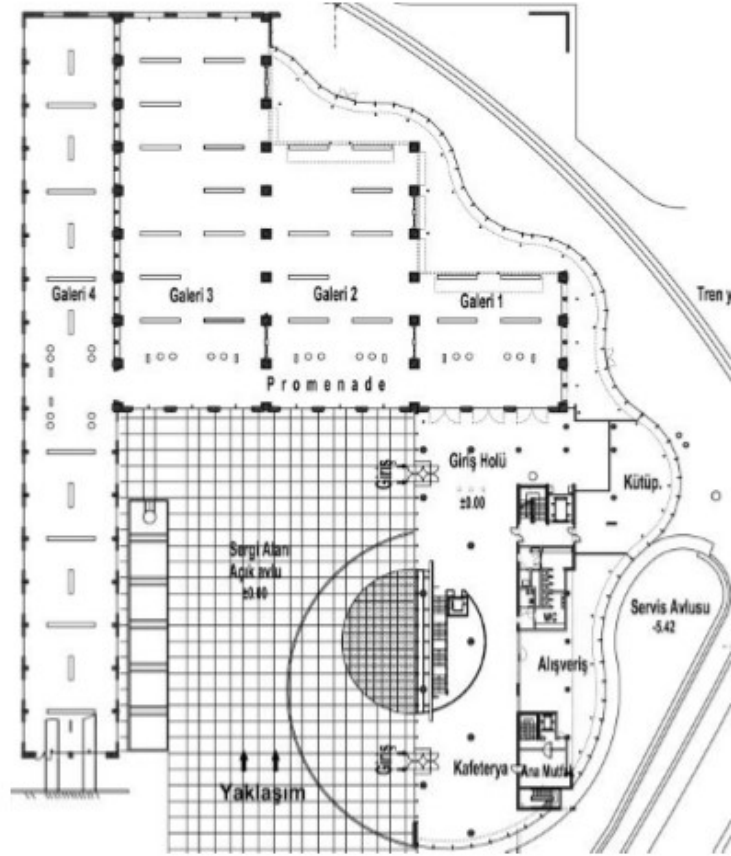 Galeri 4
Galeri 3
Galeri 2
Galeri 1
Tren y
Promenade
Giriş
Giriş Holü
±0.00
Kütüp.
Sergi Alanı
Açık avlu
±0.00
WC
Servis Avlusu
-5.42
Alışveriş
Giriş
Kafeterya
Ana Mutfak
Yaklaşım